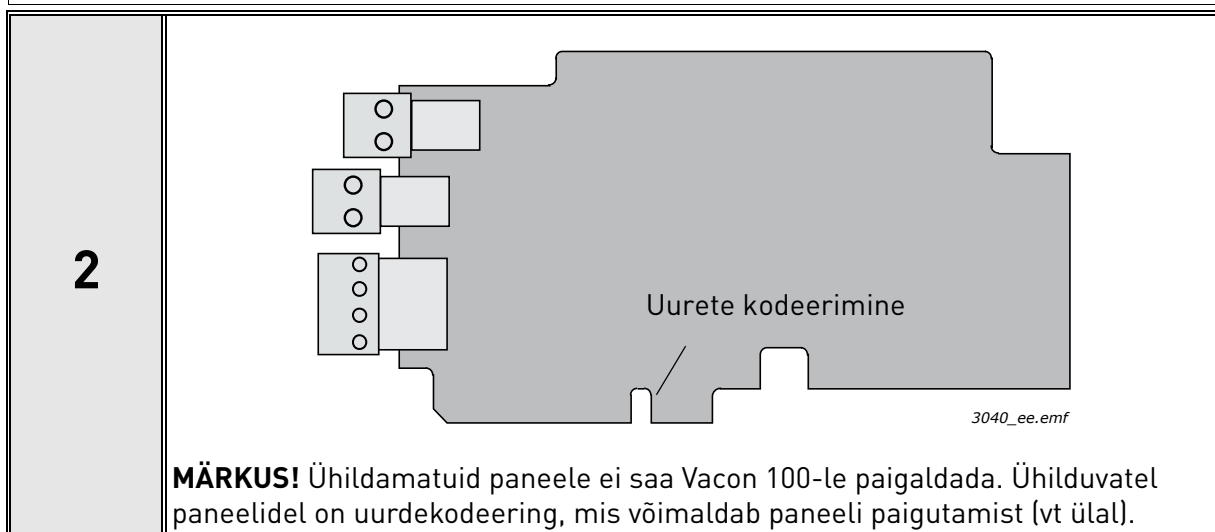 2
Uurete kodeerimine
3040_ee.emf
MÄRKUS! Ühildamatuid paneele ei saa Vacon 100-le paigaldada. Ühilduvatel
paneelidel on uurdekodeering, mis võimaldab paneeli paigutamist (vt ülal).